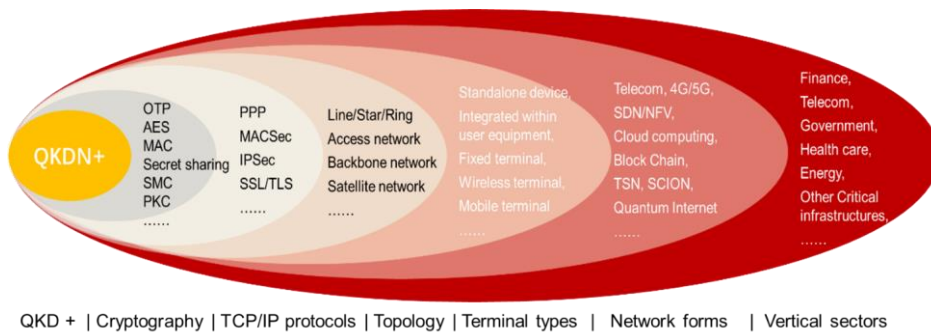 QKDN+
OTP
AES
MAC
Secret sharing
SMC
PKC
......
PPP
MACSec
IPSec
SSL/TLS
......
Line/Star/Ring
Access network
Backbone network
Satellite network
......
Standalone device,
Integrated within
user equipment,
Fixed terminal,
Wireless terminal,
Mobile terminal
......
Telecom, 4G/5G,
SDN/NFV,
Cloud computing,
Block Chain,
TSN, SCION,
Quantum Internet
......
Finance,
Telecom,
Government,
Health care,
Energy,
Other Critical
infrastructures,
......
QKD + | Cryptography | TCP/IP protocols | Topology | Terminal types | Network forms | Vertical sectors